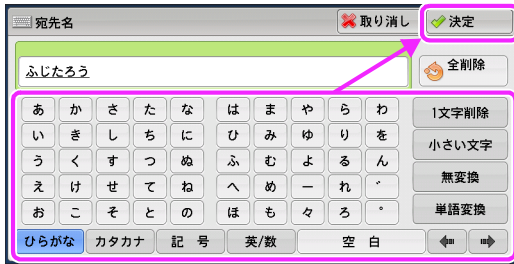 宛先名 取り消し 決定
ふじたろう 全削除
あ か さ た な は ま や ら わ 1文字削除
い き し ち に ひ み ゆ り を 小さい文字
う く す つ ぬ ふ む よ る ん
え け せ て ね へ め ー れ ゛ 無変換
お こ そ と の ほ も 々 ろ ゜ 単語変換
ひらがな カタカナ 記号 英/数 空白